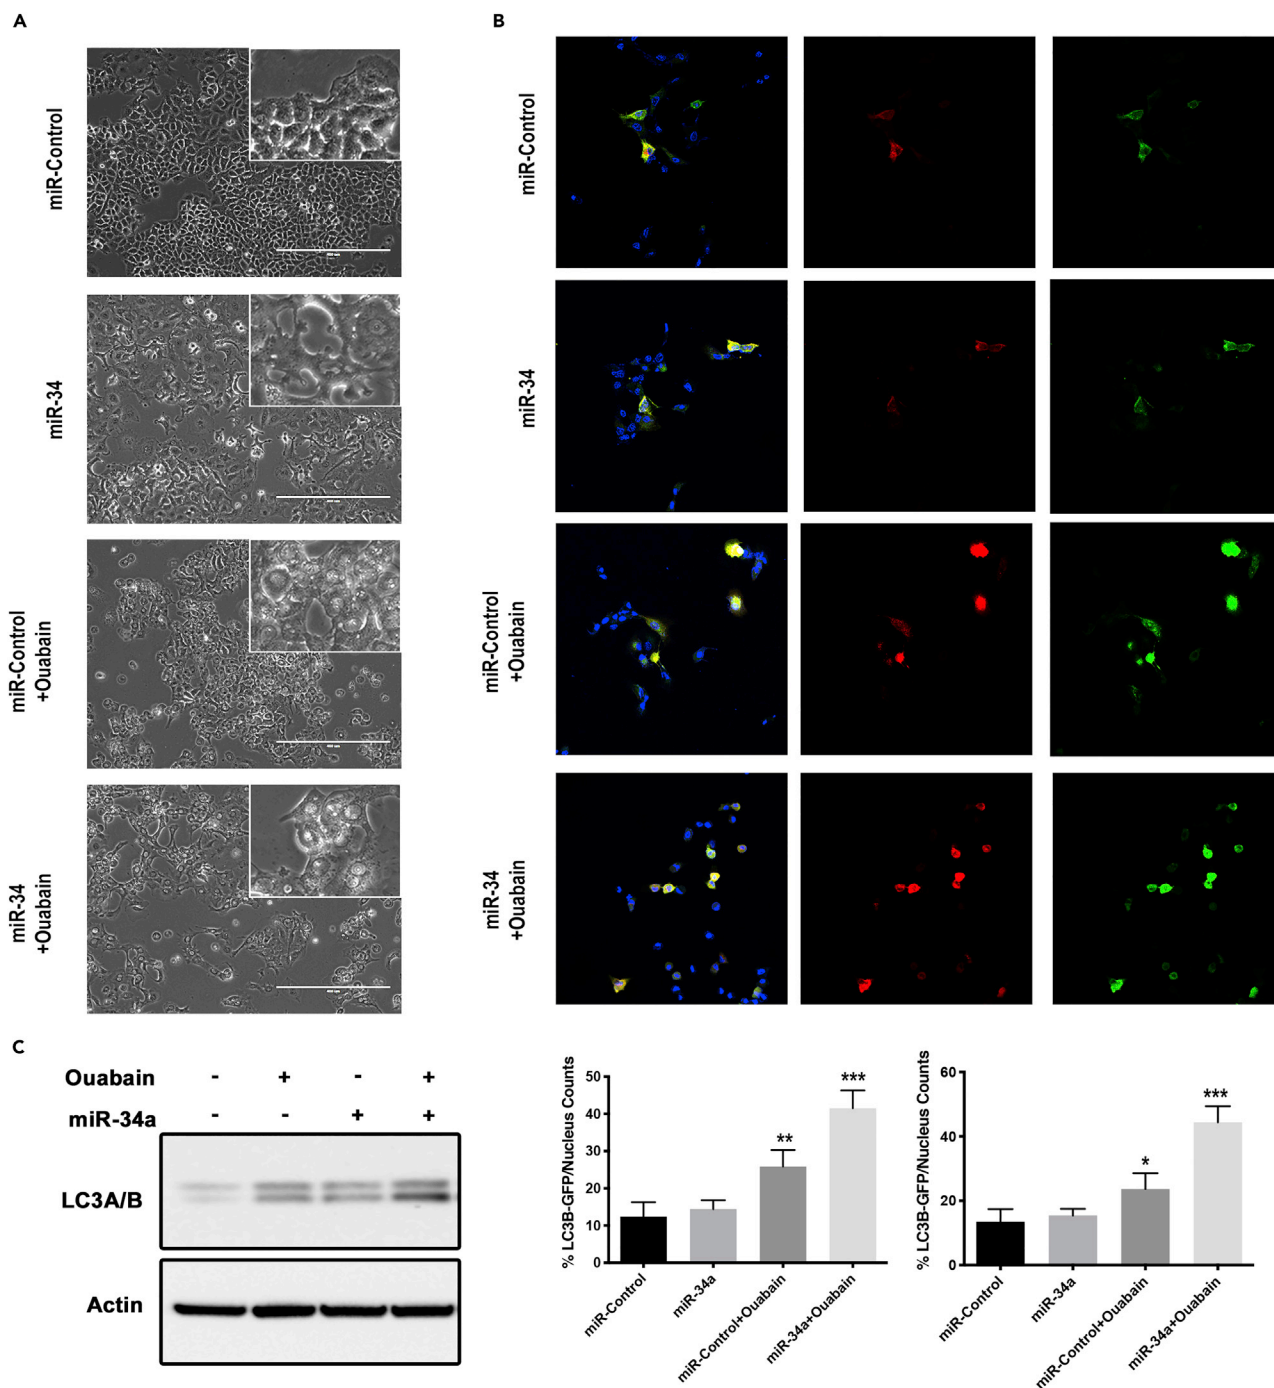 A
B
miR-Control
miR-Control
miR-34
miR-34
miR-Control
+Ouabain
miR-Control
+Ouabain
miR-34
+Ouabain
miR-34
+Ouabain
C
Ouabain - + - +
miR-34a - - + +
LC3A/B
Actin
% LC3B-GFP/Nucleus Counts
50
40
30
20
10
0
**
***
miR-Control
miR-34a
miR-Control+Ouabain
miR-34a+Ouabain
% LC3B-GFP/Nucleus Counts
60
40
20
0
*
***
miR-Control
miR-34a
miR-Control+Ouabain
miR-34a+Ouabain